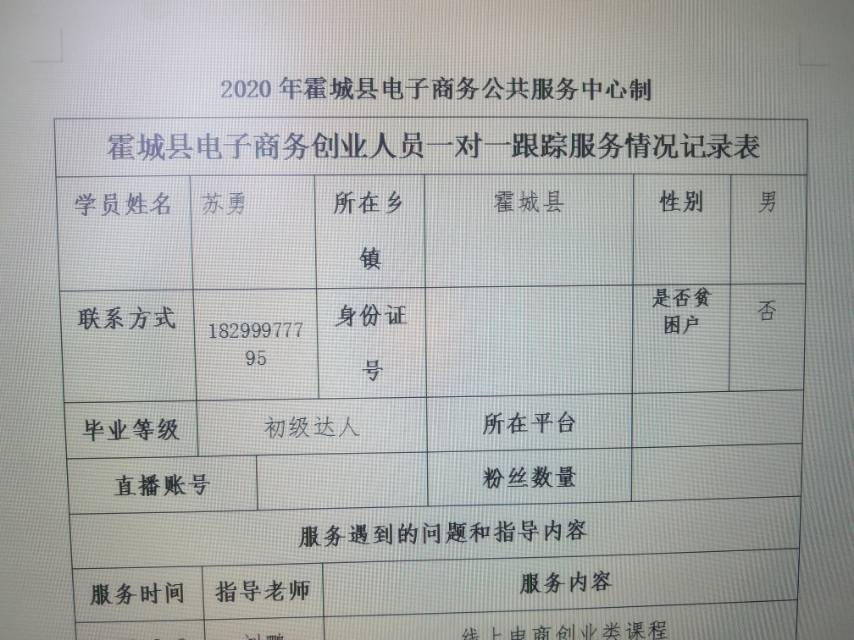 2020 年霍城县电子商务公共服务中心制
霍城县电子商务创业人员一对一跟踪服务情况记录表
学员姓名 苏勇 所在乡镇 霍城县 性别 男
联系方式 18299977795 身份证号 是否贫困户 否
毕业等级 初级达人 所在平台
直播账号 粉丝数量
服务遇到的问题和指导内容
服务时间 指导老师 服务内容
线上电商创业类课程